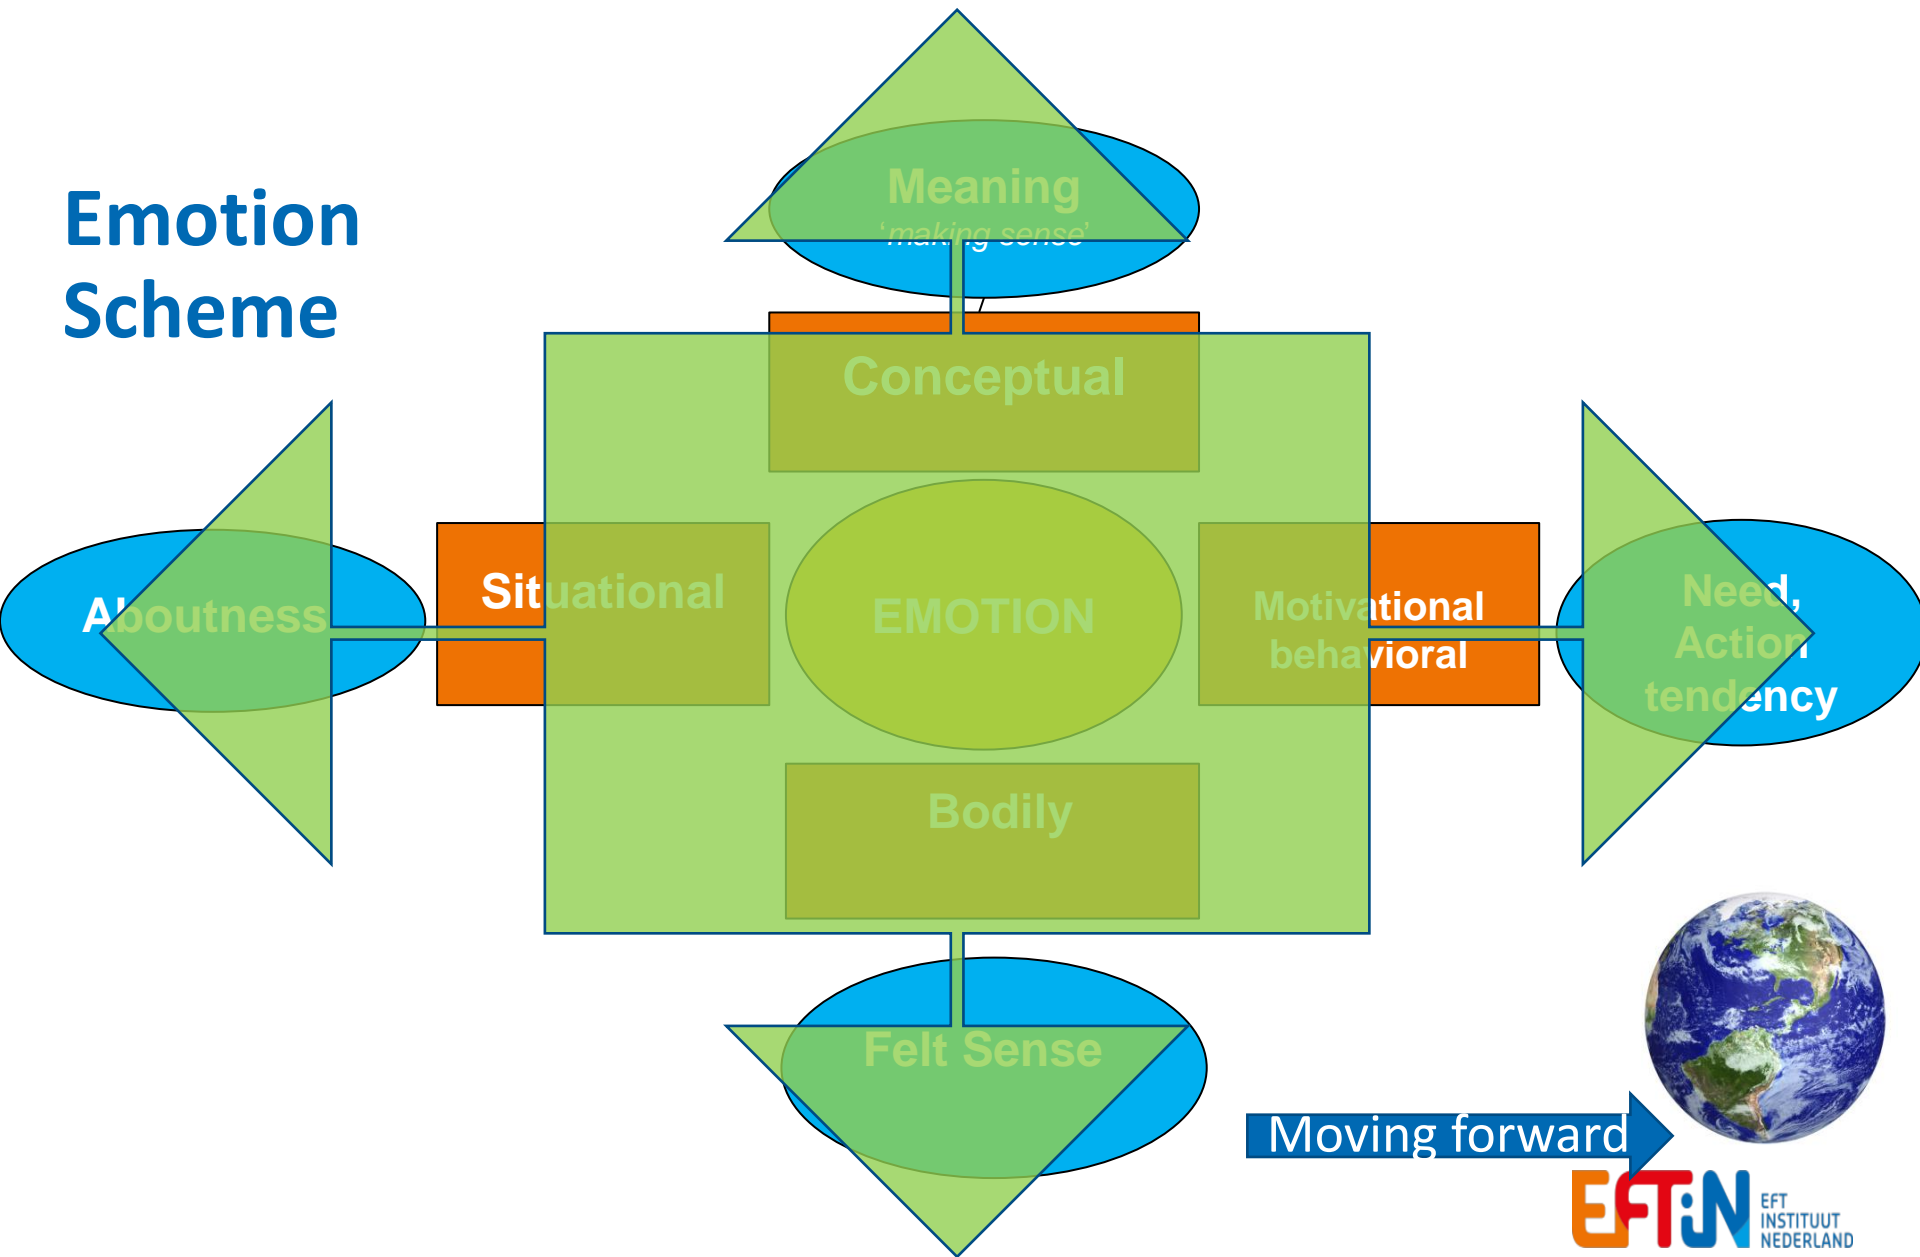 Emotion
Scheme
Meaning
‘making sense’
Conceptual
Aboutness
Situational
EMOTION
Motivational
behavioral
Need,
Action
tendency
Bodily
Felt Sense
Moving forward
EFTiN
EFT
INSTITUUT
NEDERLAND